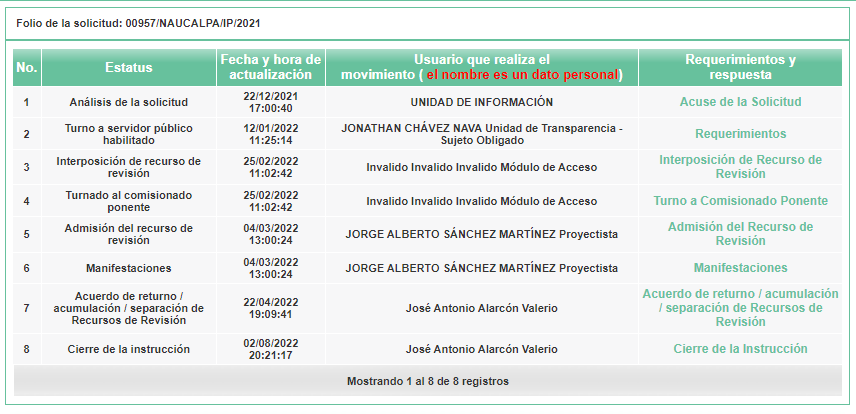 Folio de la solicitud: 00957/NAUCALPA/IP/2021
No. Estatus Fecha y hora de actualización Usuario que realiza el movimiento ( el nombre es un dato personal) Requerimientos y respuesta
1 Análisis de la solicitud 22/12/2021 17:00:40 UNIDAD DE INFORMACIÓN Acuse de la Solicitud
2 Turno a servidor público habilitado 12/01/2022 11:25:14 JONATHAN CHÁVEZ NAVA Unidad de Transparencia - Sujeto Obligado Requerimientos
3 Interposición de recurso de revisión 25/02/2022 11:02:42 Invalido Invalido Invalido Módulo de Acceso Interposición de Recurso de Revisión
4 Turnado al comisionado ponente 25/02/2022 11:02:42 Invalido Invalido Invalido Módulo de Acceso Turno a Comisionado Ponente
5 Admisión del recurso de revisión 04/03/2022 13:00:24 JORGE ALBERTO SÁNCHEZ MARTÍNEZ Proyectista Admisión del Recurso de Revisión
6 Manifestaciones 04/03/2022 13:00:24 JORGE ALBERTO SÁNCHEZ MARTÍNEZ Proyectista Manifestaciones
7 Acuerdo de returno / acumulación / separación de Recursos de Revisión 22/04/2022 19:09:41 José Antonio Alarcón Valerio Acuerdo de returno / acumulación / separación de Recursos de Revisión
8 Cierre de la instrucción 02/08/2022 20:21:17 José Antonio Alarcón Valerio Cierre de la Instrucción
Mostrando 1 al 8 de 8 registros